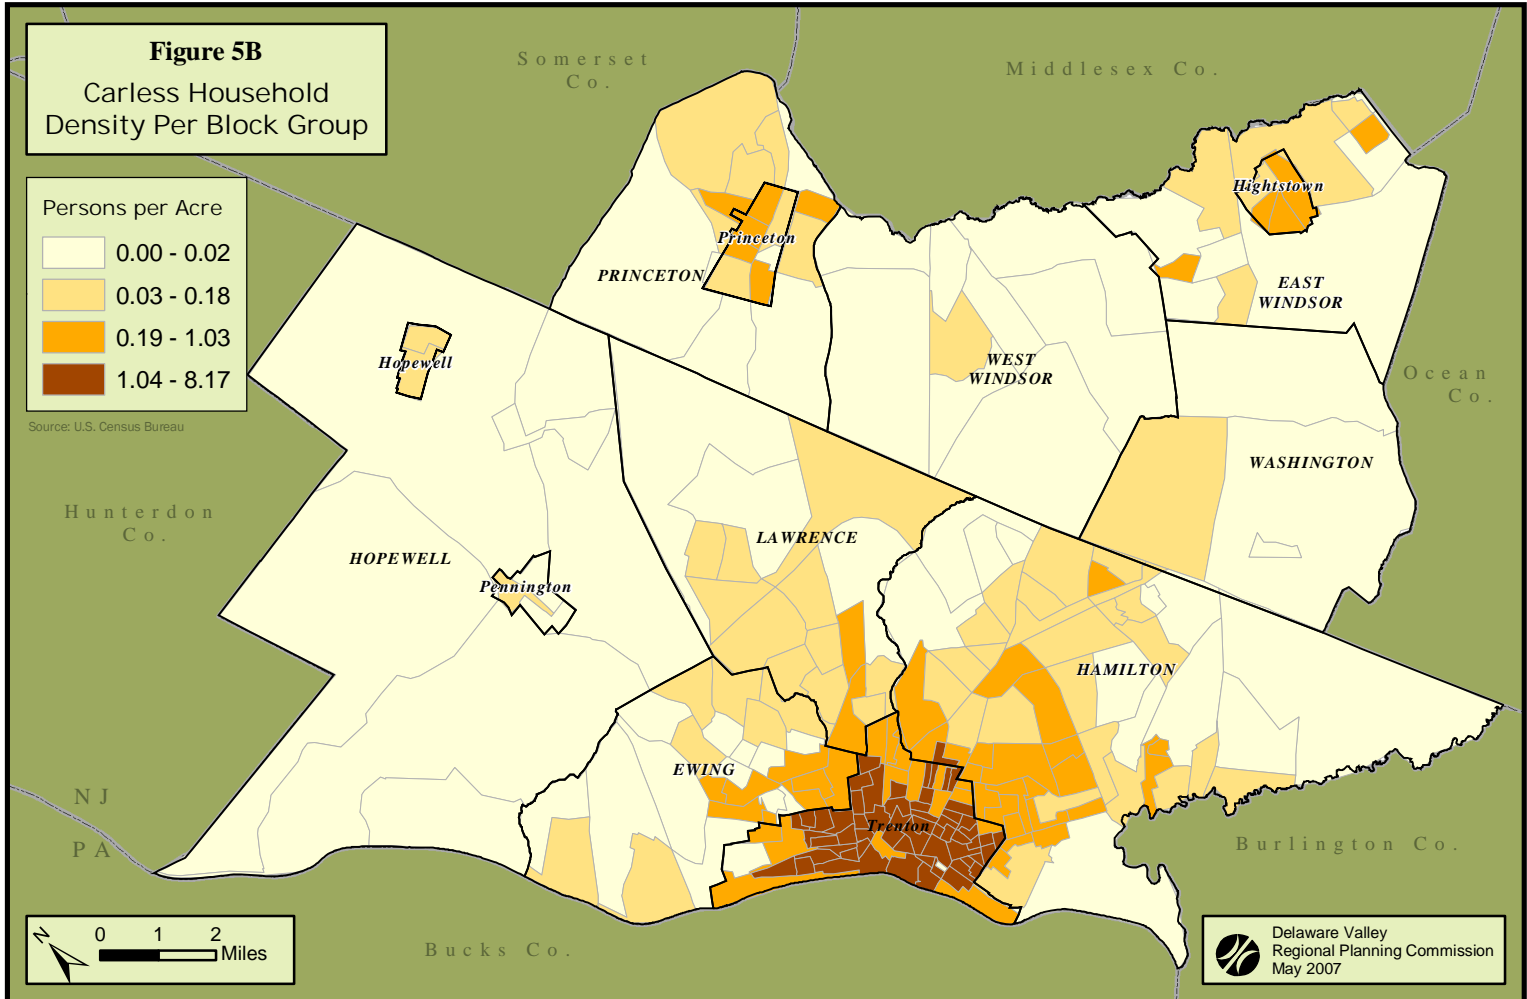 Figure 5B
Carless Household
Density Per Block Group
Persons per Acre
0.00 - 0.02
0.03 - 0.18
0.19 - 1.03
1.04 - 8.17
Source: U.S. Census Bureau
Somerset
Co.
Middlesex Co.
Hightstown
Princeton
PRINCETON
EAST
WINDSOR
Hopewell
WEST
WINDSOR
Ocean
Co.
WASHINGTON
Hunterdon
Co.
LAWRENCE
HOPEWELL
Pennington
HAMILTON
EWING
NJ
PA
Trenton
Burlington Co.
Bucks Co.
N
0 1 2
Miles
Delaware Valley
Regional Planning Commission
May 2007